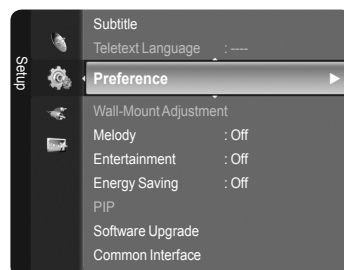 Setup
Subtitle
Teletext Language : ----
Preference
Wall-Mount Adjustment
Melody : Off
Entertainment : Off
Energy Saving : Off
PIP
Software Upgrade
Common Interface